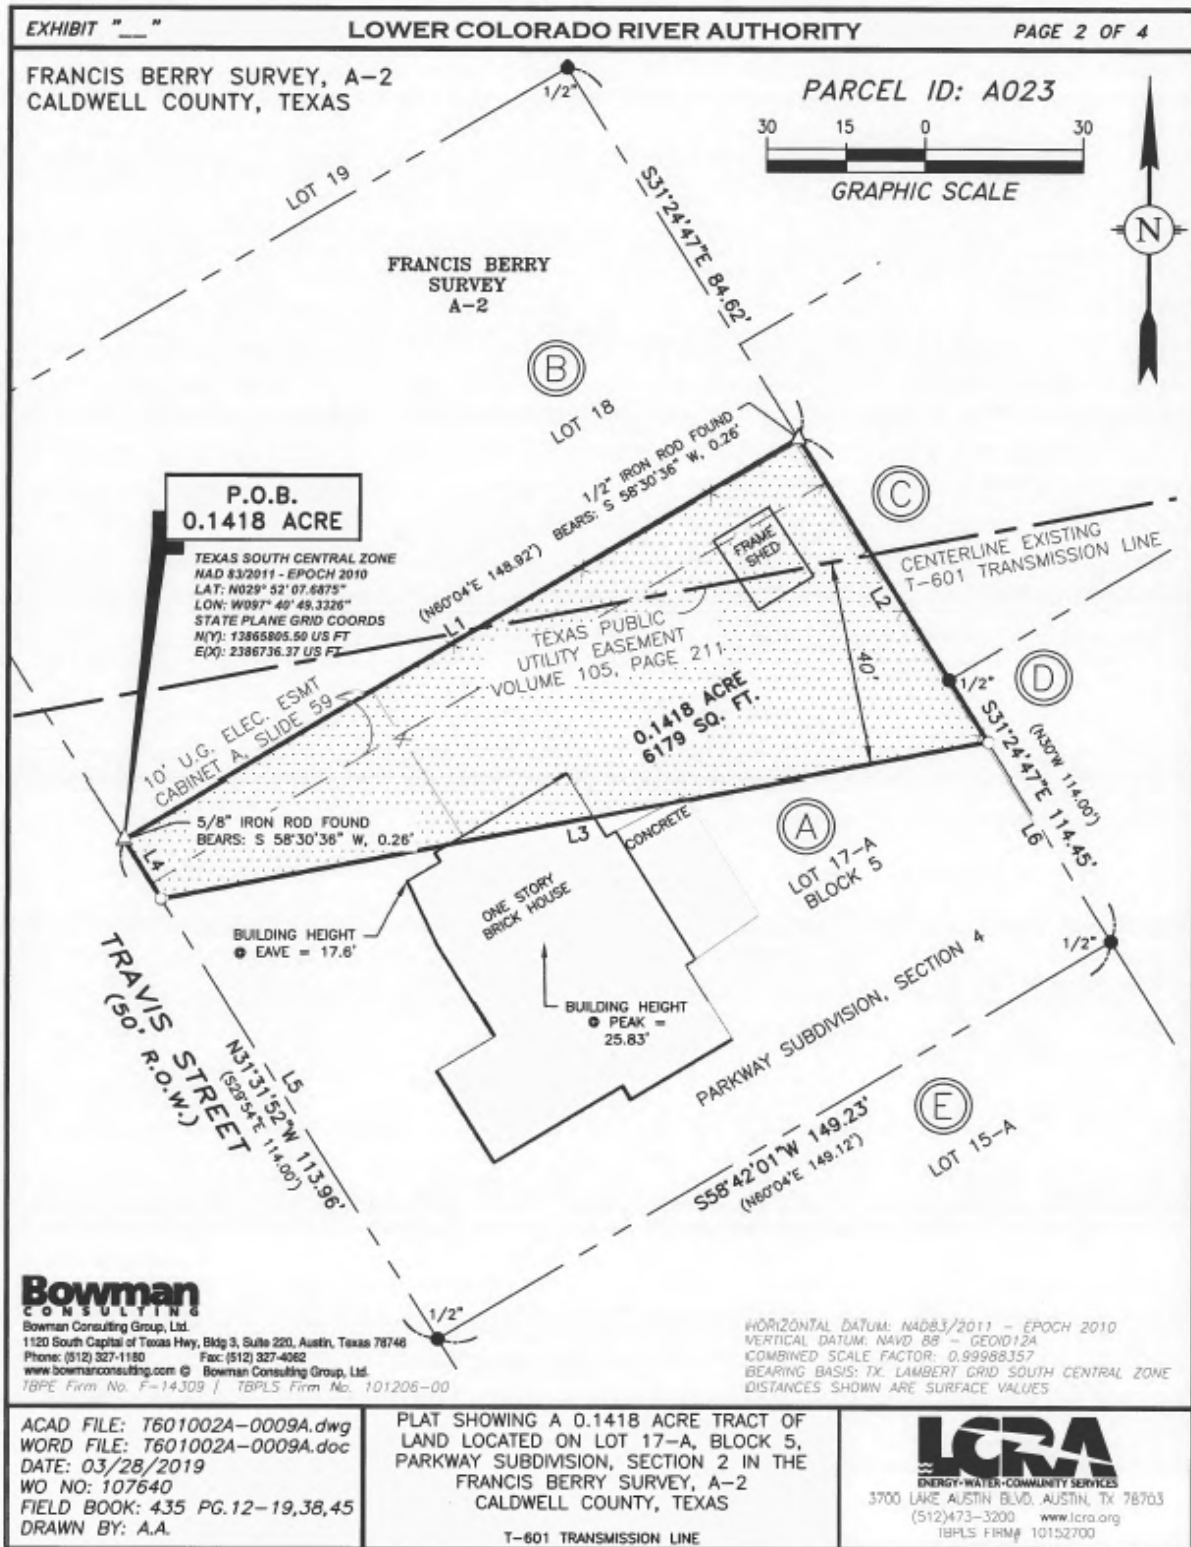 EXHIBIT "__"
LOWER COLORADO RIVER AUTHORITY
PAGE 2 OF 4
FRANCIS BERRY SURVEY, A-2
CALDWELL COUNTY, TEXAS
PARCEL ID: A023
30 15 0 30
GRAPHIC SCALE
N
1/2"
LOT 19
S31°24'47"E 84.62'
FRANCIS BERRY
SURVEY
A-2
B
LOT 18
1/2" IRON ROD FOUND
BEARS: S 58°30'36" W, 0.26'
(N60°04'E 148.92')
L1
P.O.B.
0.1418 ACRE
TEXAS SOUTH CENTRAL ZONE
NAD 83/2011 - EPOCH 2010
LAT: N029° 52' 07.6875"
LON: W097° 40' 49.3326"
STATE PLANE GRID COORDS
N(Y): 13865805.50 US FT
E(X): 2386736.37 US FT
C
FRAME
SHED
CENTERLINE EXISTING
T-601 TRANSMISSION LINE
L2
TEXAS PUBLIC
UTILITY EASEMENT
VOLUME 105, PAGE 211
40'
0.1418 ACRE
6179 SQ. FT.
1/2"
D
10' U.G. ELEC. ESMT
CABINET A, SLIDE 59
(N30°W 114.00')
S31°24'47"E 114.45'
L6
5/8" IRON ROD FOUND
BEARS: S 58°30'36" W, 0.26'
L4
L3
CONCRETE
A
LOT 17-A
BLOCK 5
ONE STORY
BRICK HOUSE
BUILDING HEIGHT
@ EAVE = 17.6'
1/2"
BUILDING HEIGHT
@ PEAK =
25.83'
PARKWAY SUBDIVISION, SECTION 4
TRAVIS STREET
(50' R.O.W.)
L5
N31°31'52"W 113.96'
(S29°54'E 114.00')
E
LOT 15-A
S58°42'01"W 149.23'
(N60°04'E 149.12')
1/2"
Bowman
CONSULTING
Bowman Consulting Group, Ltd.
1120 South Capital of Texas Hwy, Bldg 3, Suite 220, Austin, Texas 78746
Phone: (512) 327-1180 Fax: (512) 327-4062
www.bowmanconsulting.com © Bowman Consulting Group, Ltd.
TBPE Firm No. F-14309 | TBPLS Firm No. 101206-00
HORIZONTAL DATUM: NAD83/2011 - EPOCH 2010
VERTICAL DATUM: NAVD 88 - GEOID12A
COMBINED SCALE FACTOR: 0.99988357
BEARING BASIS: TX. LAMBERT GRID SOUTH CENTRAL ZONE
DISTANCES SHOWN ARE SURFACE VALUES
ACAD FILE: T601002A-0009A.dwg
WORD FILE: T601002A-0009A.doc
DATE: 03/28/2019
WO NO: 107640
FIELD BOOK: 435 PG.12-19,38,45
DRAWN BY: A.A.
PLAT SHOWING A 0.1418 ACRE TRACT OF
LAND LOCATED ON LOT 17-A, BLOCK 5,
PARKWAY SUBDIVISION, SECTION 2 IN THE
FRANCIS BERRY SURVEY, A-2
CALDWELL COUNTY, TEXAS
T-601 TRANSMISSION LINE
LCRA
ENERGY•WATER•COMMUNITY SERVICES
3700 LAKE AUSTIN BLVD. AUSTIN, TX 78703
(512)473-3200 www.lcra.org
TBPLS FIRM# 10152700